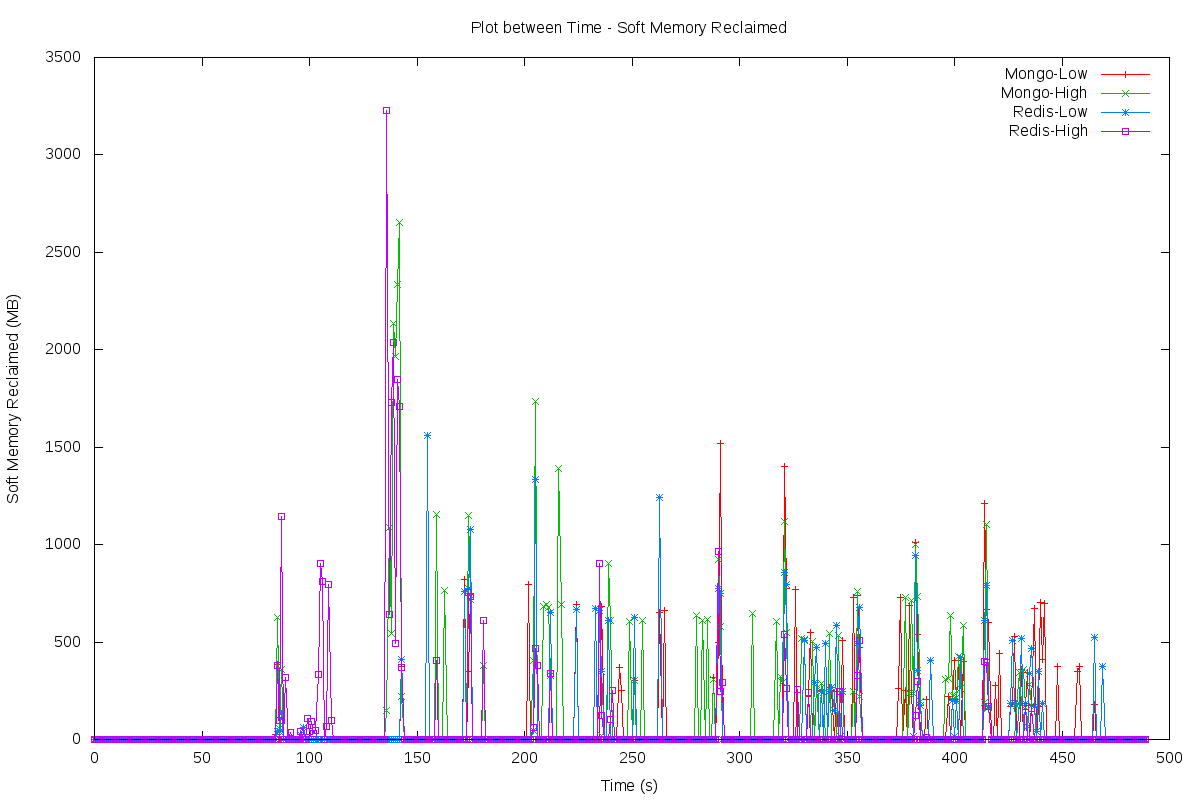 Plot between Time - Soft Memory Reclaimed
3500
3000
2500
2000
1500
1000
500
0
Soft Memory Reclaimed (MB)
Mongo-Low
Mongo-High
Redis-Low
Redis-High
0 50 100 150 200 250 300 350 400 450 500
Time (s)